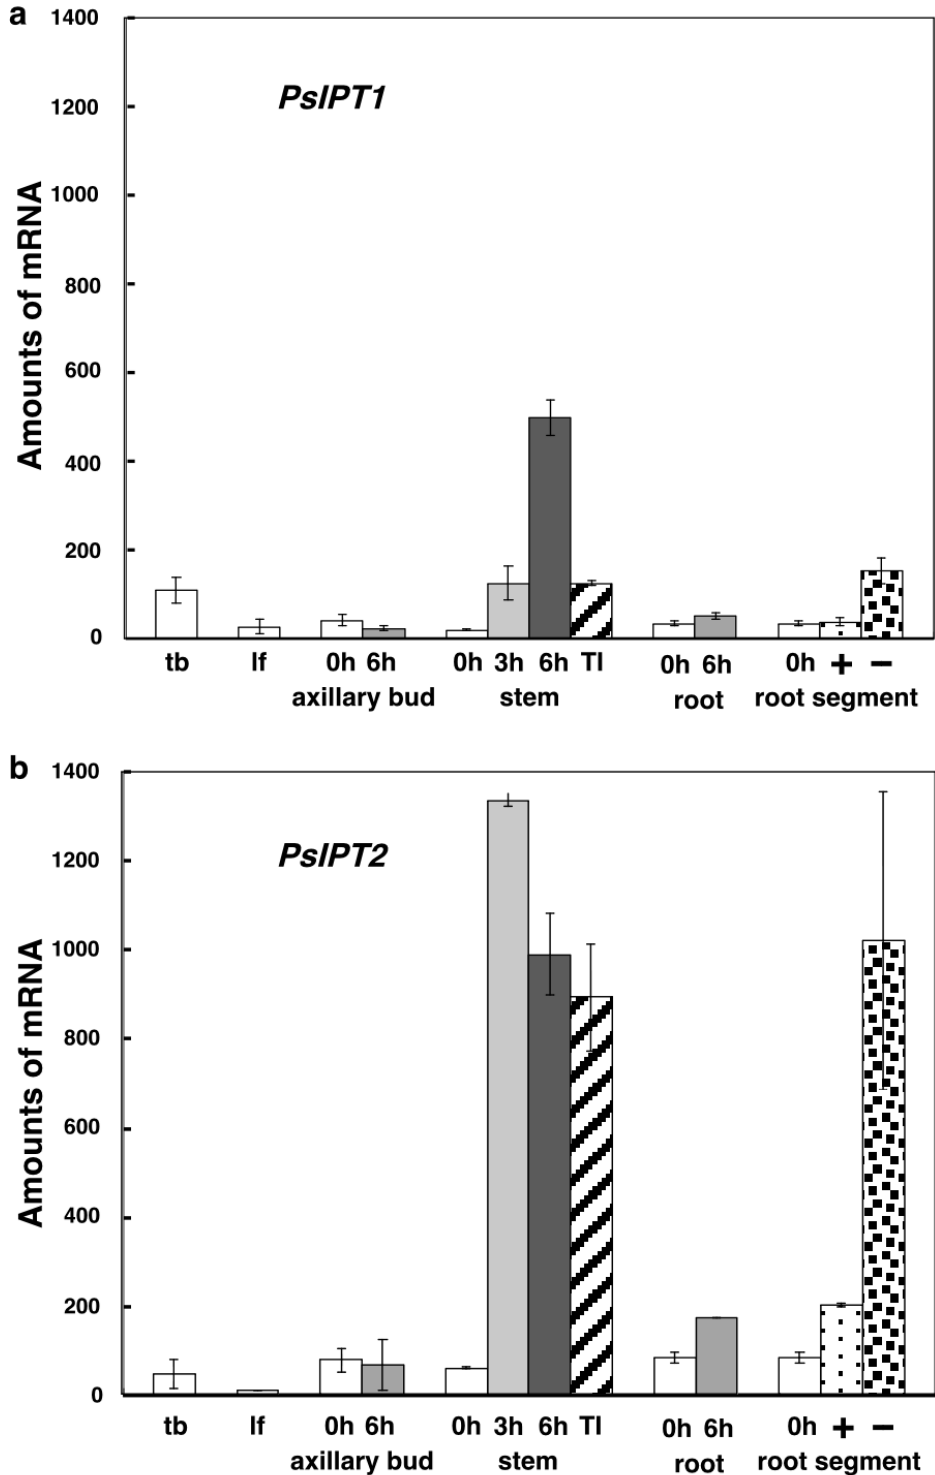 a
PsIPT1
Amounts of mRNA
1400
1200
1000
800
600
400
200
0
tb lf 0h 6h 0h 3h 6h TI 0h 6h 0h + −
axillary bud stem root root segment
b
PsIPT2
Amounts of mRNA
1400
1200
1000
800
600
400
200
0
tb lf 0h 6h 0h 3h 6h TI 0h 6h 0h + −
axillary bud stem root root segment